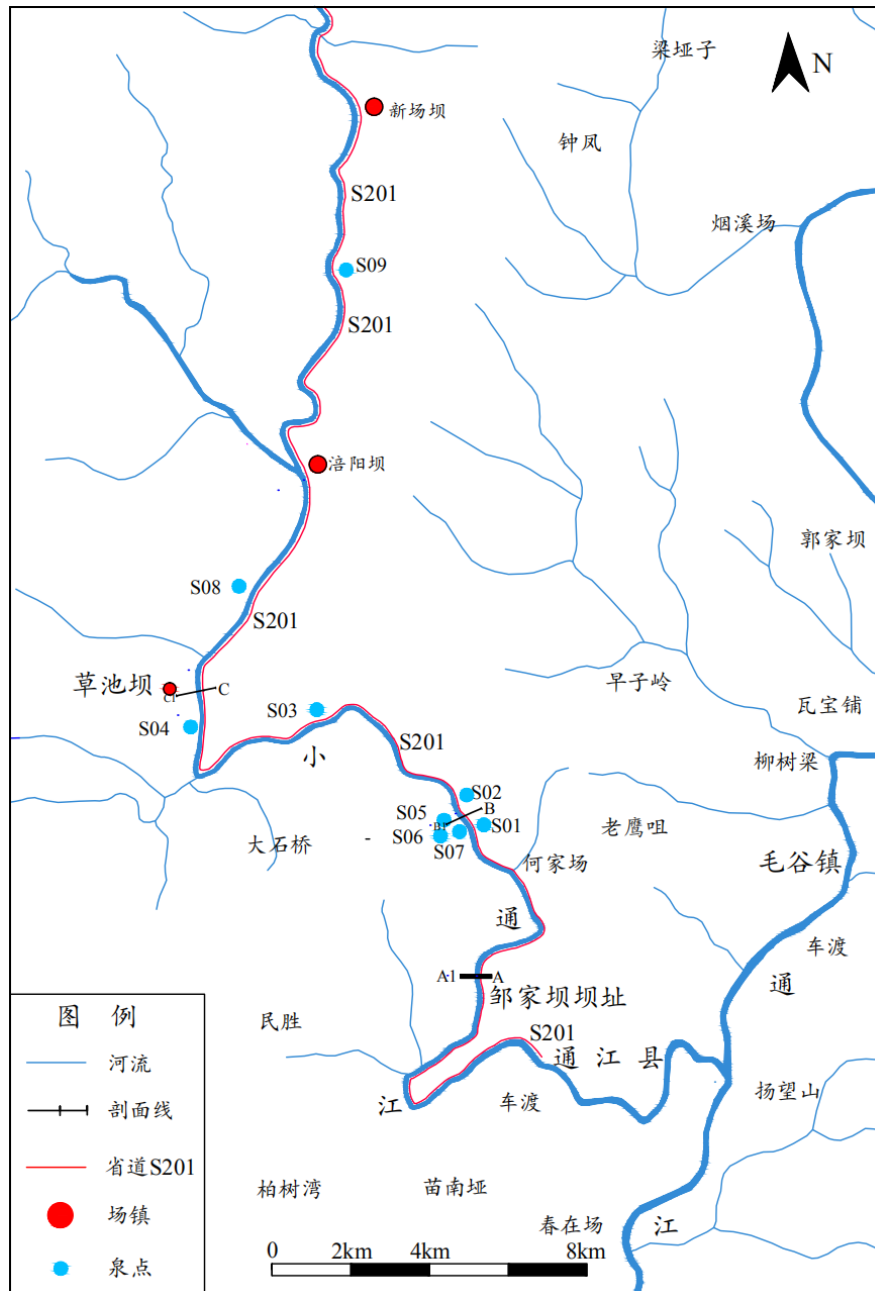 梁垭子
N
新场坝
钟凤
S201
烟溪场
S09
S201
涪阳坝
郭家坝
S08
S201
早子岭
草池坝
C1
C
瓦宝铺
S03
S04
小
S201
柳树梁
S02
B
S05
S01
老鹰咀
B1
S06
S07
大石桥
何家场
毛谷镇
通
车渡
A1
A
通
邹家坝坝址
民胜
S201
通江县
扬望山
江
车渡
柏树湾
苗南垭
春在场
江
图 例
河流
剖面线
省道S201
场镇
泉点
0
2km
4km
8km